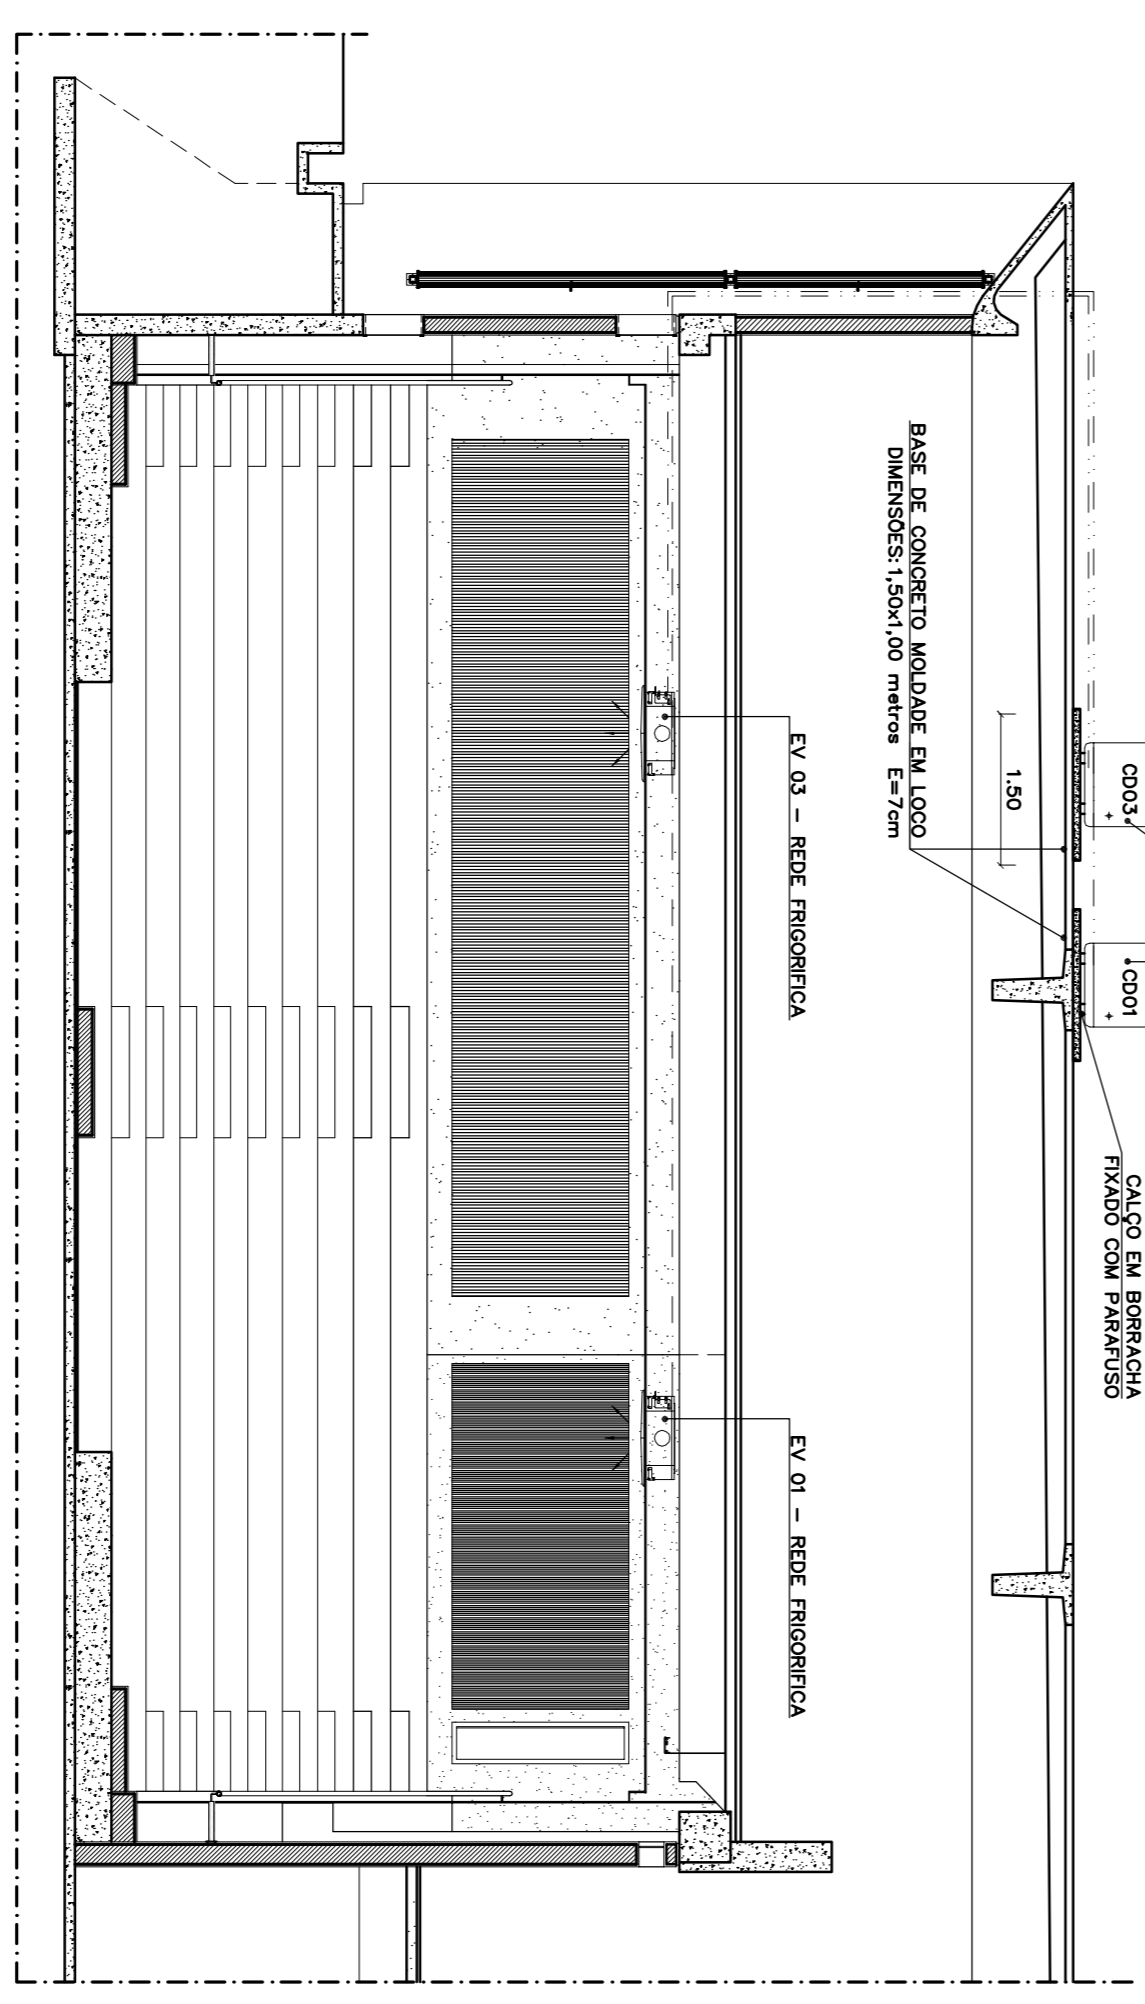 CD03
CD01
CALÇO EM BORRACHA
FIXADO COM PARAFUSO
1.50
BASE DE CONCRETO MOLDADE EM LOCO
DIMENSÕES: 1,50x1,00 metros E=7cm
EV 03 – REDE FRIGORIFICA
EV 01 – REDE FRIGORIFICA